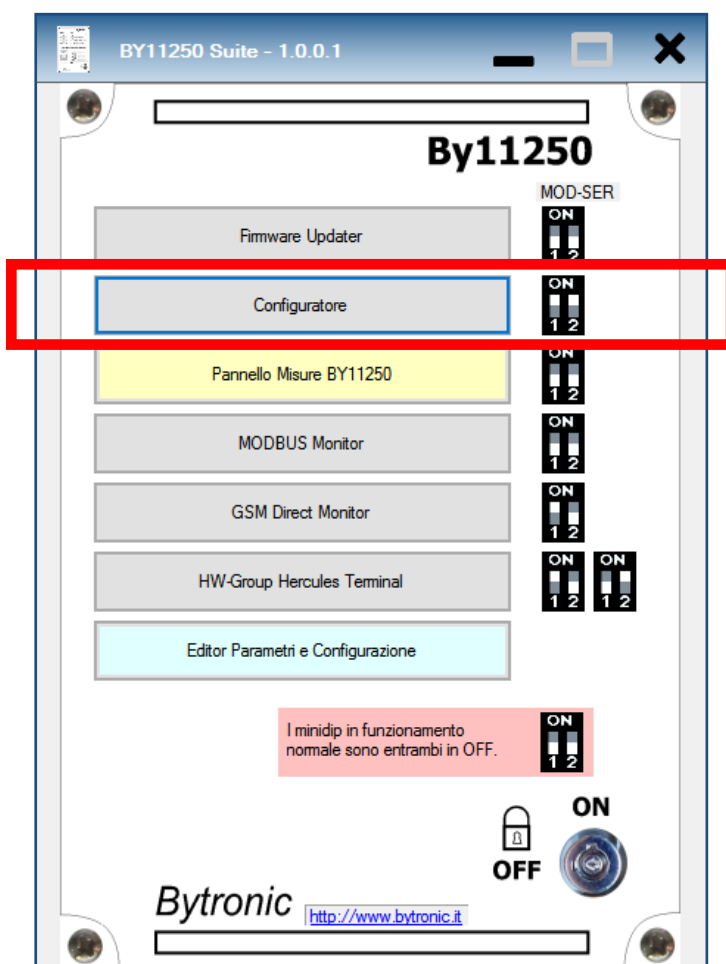 BY11250 Suite - 1.0.0.1
By11250
MOD-SER
Firmware Updater
ON
1 2
Configuratore
ON
1 2
Pannello Misure BY11250
ON
1 2
MODBUS Monitor
ON
1 2
GSM Direct Monitor
ON
1 2
HW-Group Hercules Terminal
ON ON
1 2 1 2
Editor Parametri e Configurazione
I minidip in funzionamento
normale sono entrambi in OFF.
ON
1 2
ON
OFF
Bytronic http://www.bytronic.it